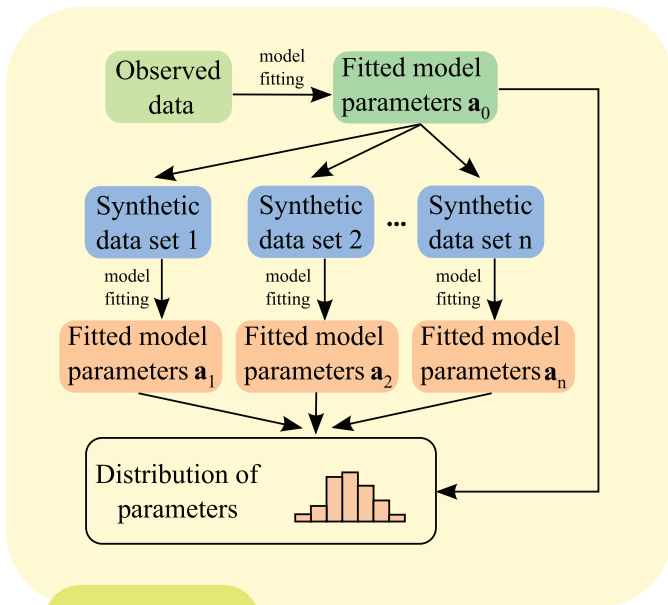 Observed
data
model
fitting
Fitted model
parameters a0
Synthetic
data set 1
Synthetic
data set 2
...
Synthetic
data set n
model
fitting
model
fitting
model
fitting
Fitted model
parameters a1
Fitted model
parameters a2
Fitted model
parameters an
Distribution of
parameters